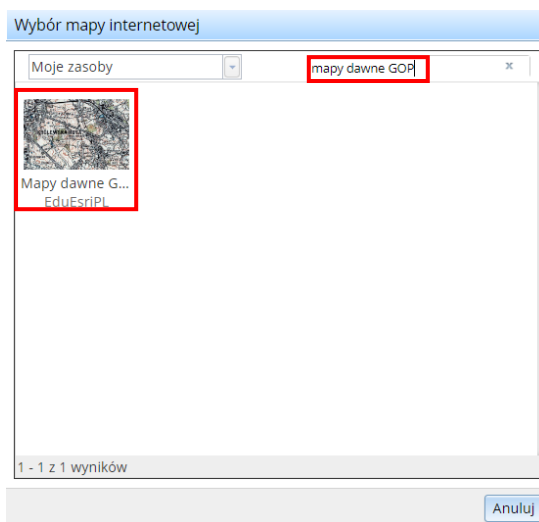 Wybór mapy internetowej
Moje zasoby
mapy dawne GOP
x
Mapy dawne G...
EduEsriPL
1 - 1 z 1 wyników
Anuluj